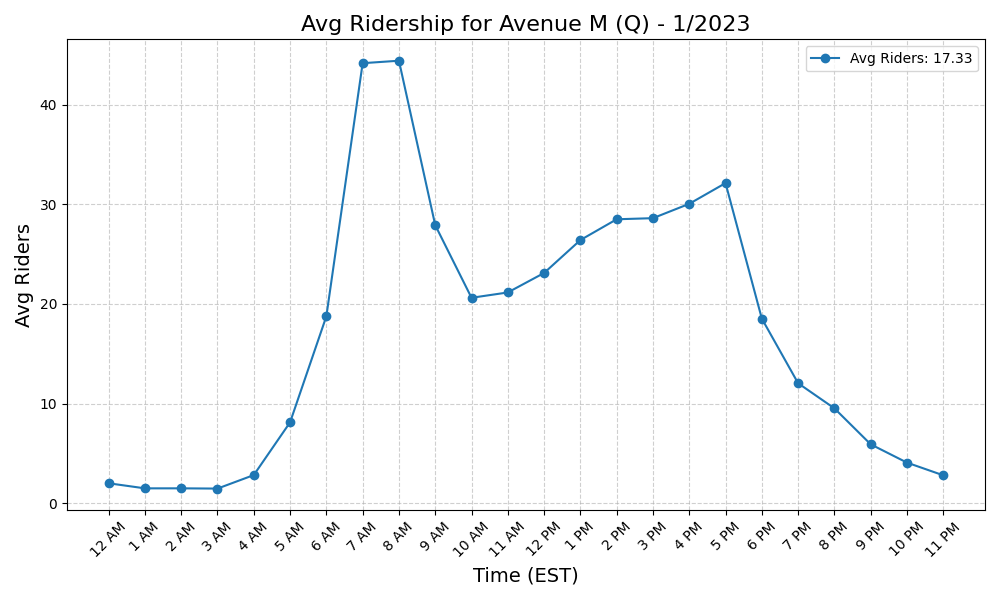 Avg Ridership for Avenue M (Q) - 1/2023
Avg Riders: 17.33
Avg Riders
40
30
20
10
0
12 AM
1 AM
2 AM
3 AM
4 AM
5 AM
6 AM
7 AM
8 AM
9 AM
10 AM
11 AM
12 PM
1 PM
2 PM
3 PM
4 PM
5 PM
6 PM
7 PM
8 PM
9 PM
10 PM
11 PM
Time (EST)